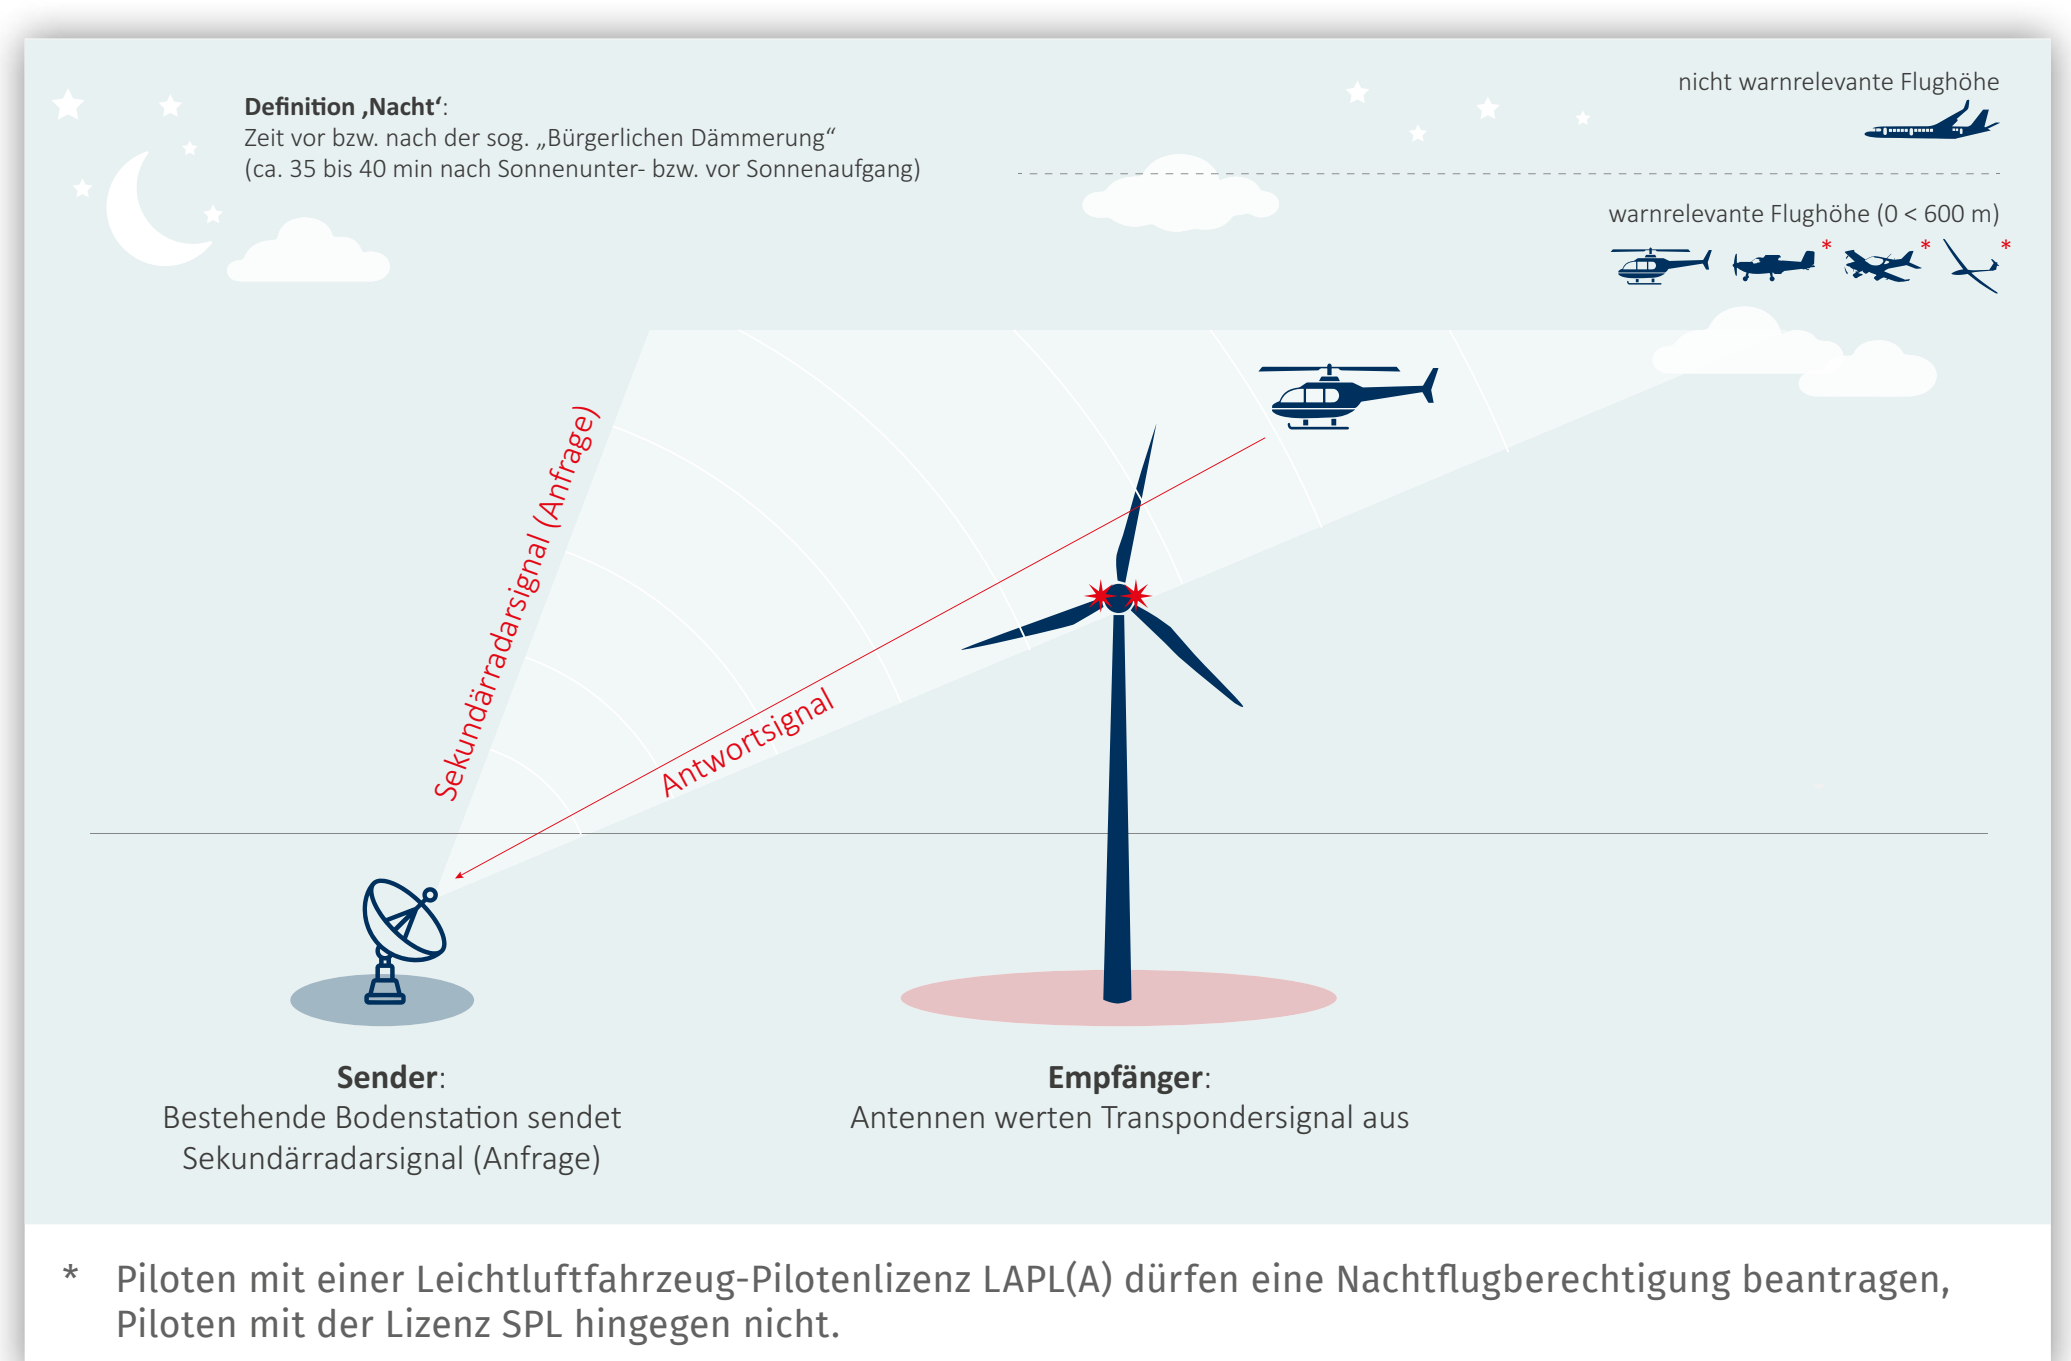 Definition ‚Nacht‘:
Zeit vor bzw. nach der sog. „Bürgerlichen Dämmerung“
(ca. 35 bis 40 min nach Sonnenunter- bzw. vor Sonnenaufgang)
nicht warnrelevante Flughöhe
warnrelevante Flughöhe (0 < 600 m)
* * *
Sekundärradarsignal (Anfrage)
Antwortsignal
Sender:
Bestehende Bodenstation sendet
Sekundärradarsignal (Anfrage)
Empfänger:
Antennen werten Transpondersignal aus
* Piloten mit einer Leichtluftfahrzeug-Pilotenlizenz LAPL(A) dürfen eine Nachtflugberechtigung beantragen,
Piloten mit der Lizenz SPL hingegen nicht.